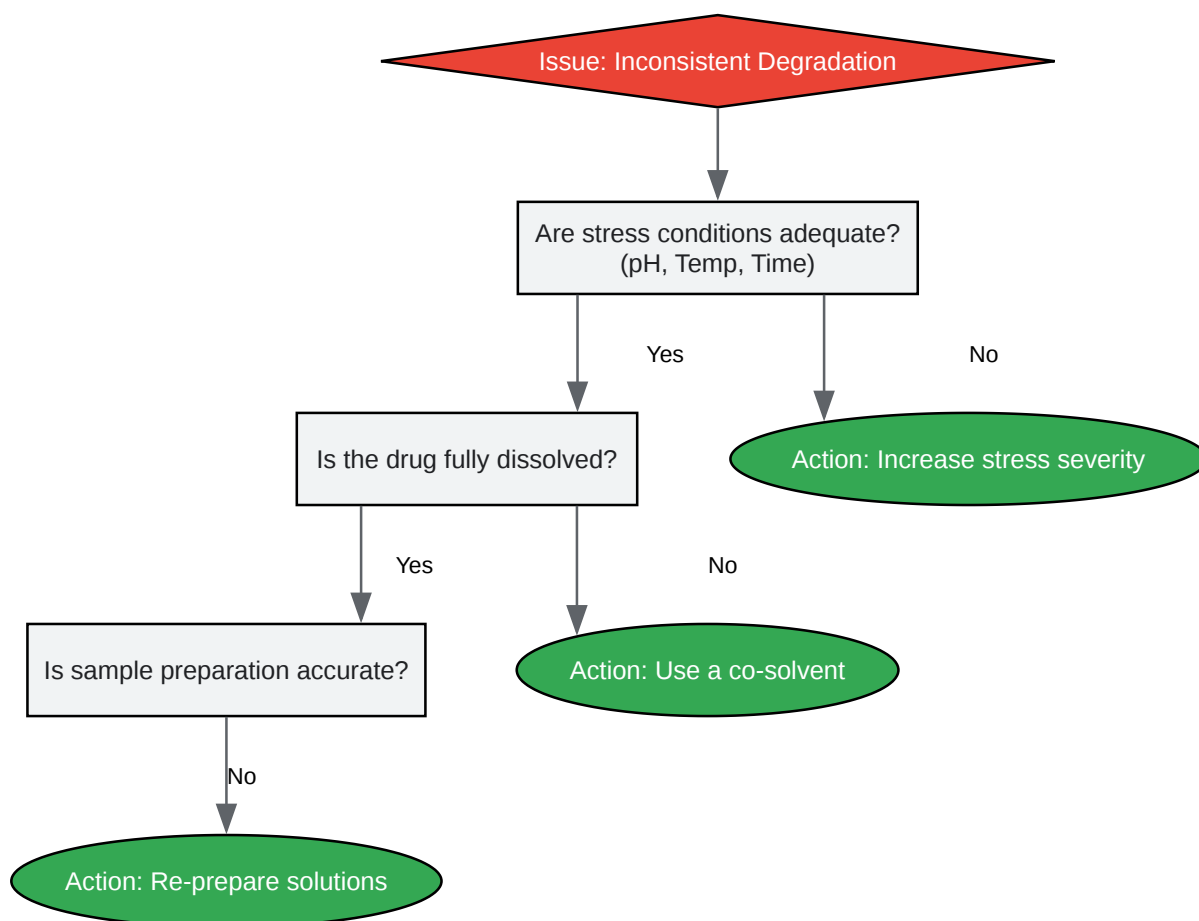 Issue: Inconsistent Degradation
Are stress conditions adequate?
(pH, Temp, Time)
Yes
No
Is the drug fully dissolved?
Action: Increase stress severity
Yes
No
Is sample preparation accurate?
Action: Use a co-solvent
No
Action: Re-prepare solutions